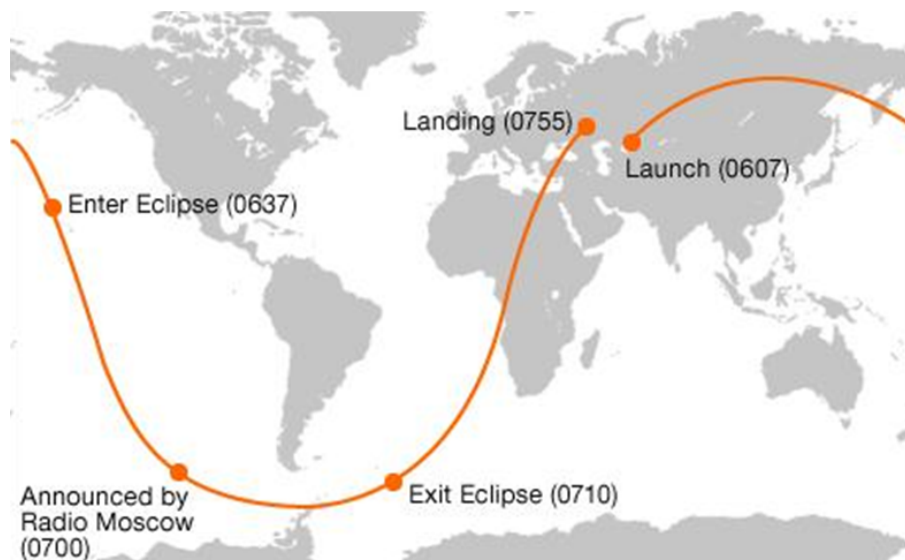 Landing (0755)
Launch (0607)
Enter Eclipse (0637)
Announced by
Radio Moscow
(0700)
Exit Eclipse (0710)